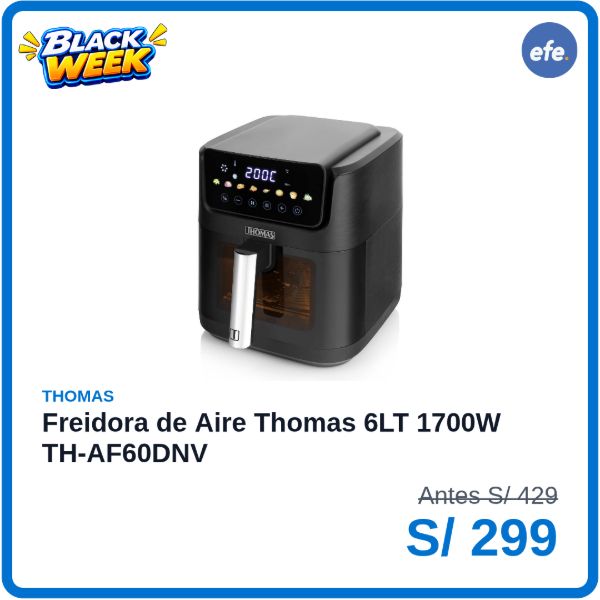 BLACK
WEEK
efe.
200C
THOMAS
THOMAS
Freidora de Aire Thomas 6LT 1700W
TH-AF60DNV
Antes S/ 429
S/ 299